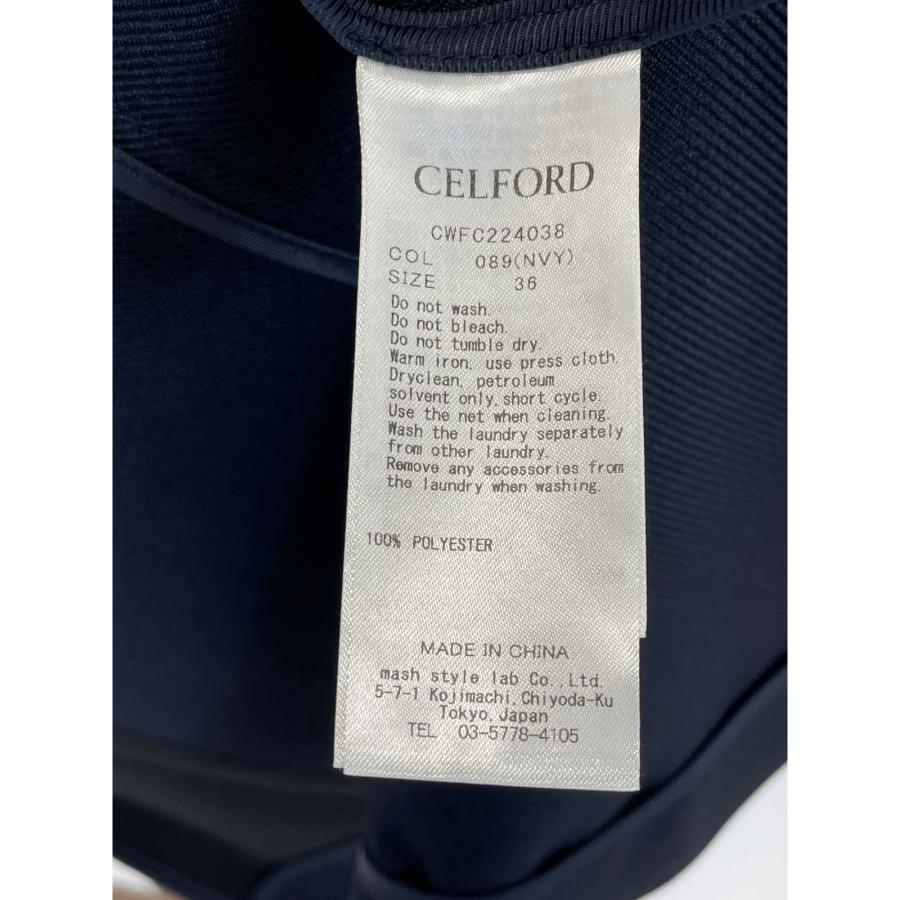 CELFORD
CWFC224038
COL 089(NVY)
SIZE 36
Do not wash.
Do not bleach.
Do not tumble dry.
Warm iron, use press cloth.
Dryclean, petroleum
solvent only,short cycle.
Use the net when cleaning.
Wash the laundry separately
from other laundry.
Remove any accessories from
the laundry when washing.
100% POLYESTER
MADE IN CHINA
mash style lab Co.,Ltd.
5-7-1 Kojimachi,Chiyoda-Ku
Tokyo,Japan
TEL 03-5778-4105